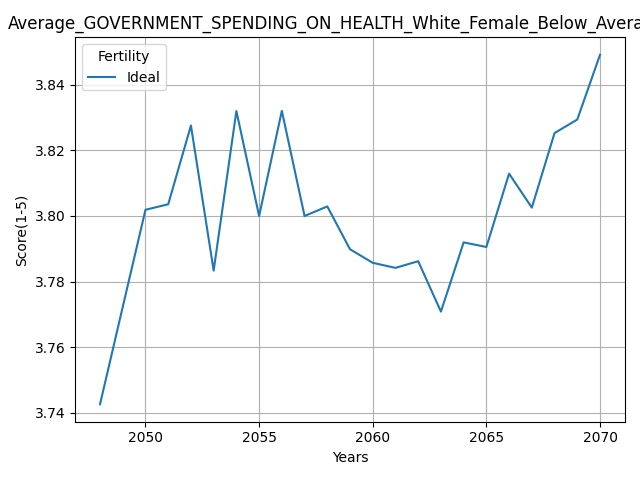 Average_GOVERNMENT_SPENDING_ON_HEALTH_White_Female_Below_Avera
Fertility
Ideal
Score(1-5)
3.84
3.82
3.80
3.78
3.76
3.74
2050 2055 2060 2065 2070
Years